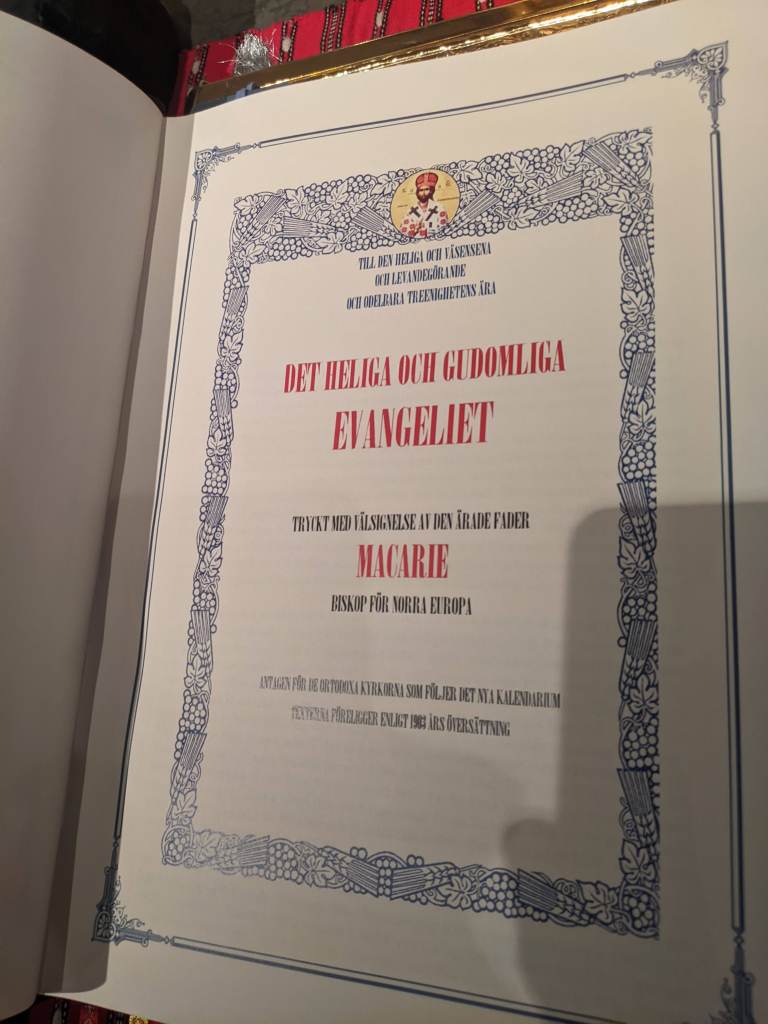 TILL DEN HELIGA OCH VÄSENSENA
OCH LEVANDEGÖRANDE
OCH ODELBARA TREENIGHETENS ÄRA
DET HELIGA OCH GUDOMLIGA
EVANGELIET
TRYCKT MED VÄLSIGNELSE AV DEN ÄRADE FADER
MACARIE
BISKOP FÖR NORRA EUROPA
ANTAGEN FÖR DE ORTODOXA KYRKORNA SOM FÖLJER DET NYA KALENDARIUM
TEXTERNA FÖRELIGGER ENLIGT 1983 ÅRS ÖVERSÄTTNING